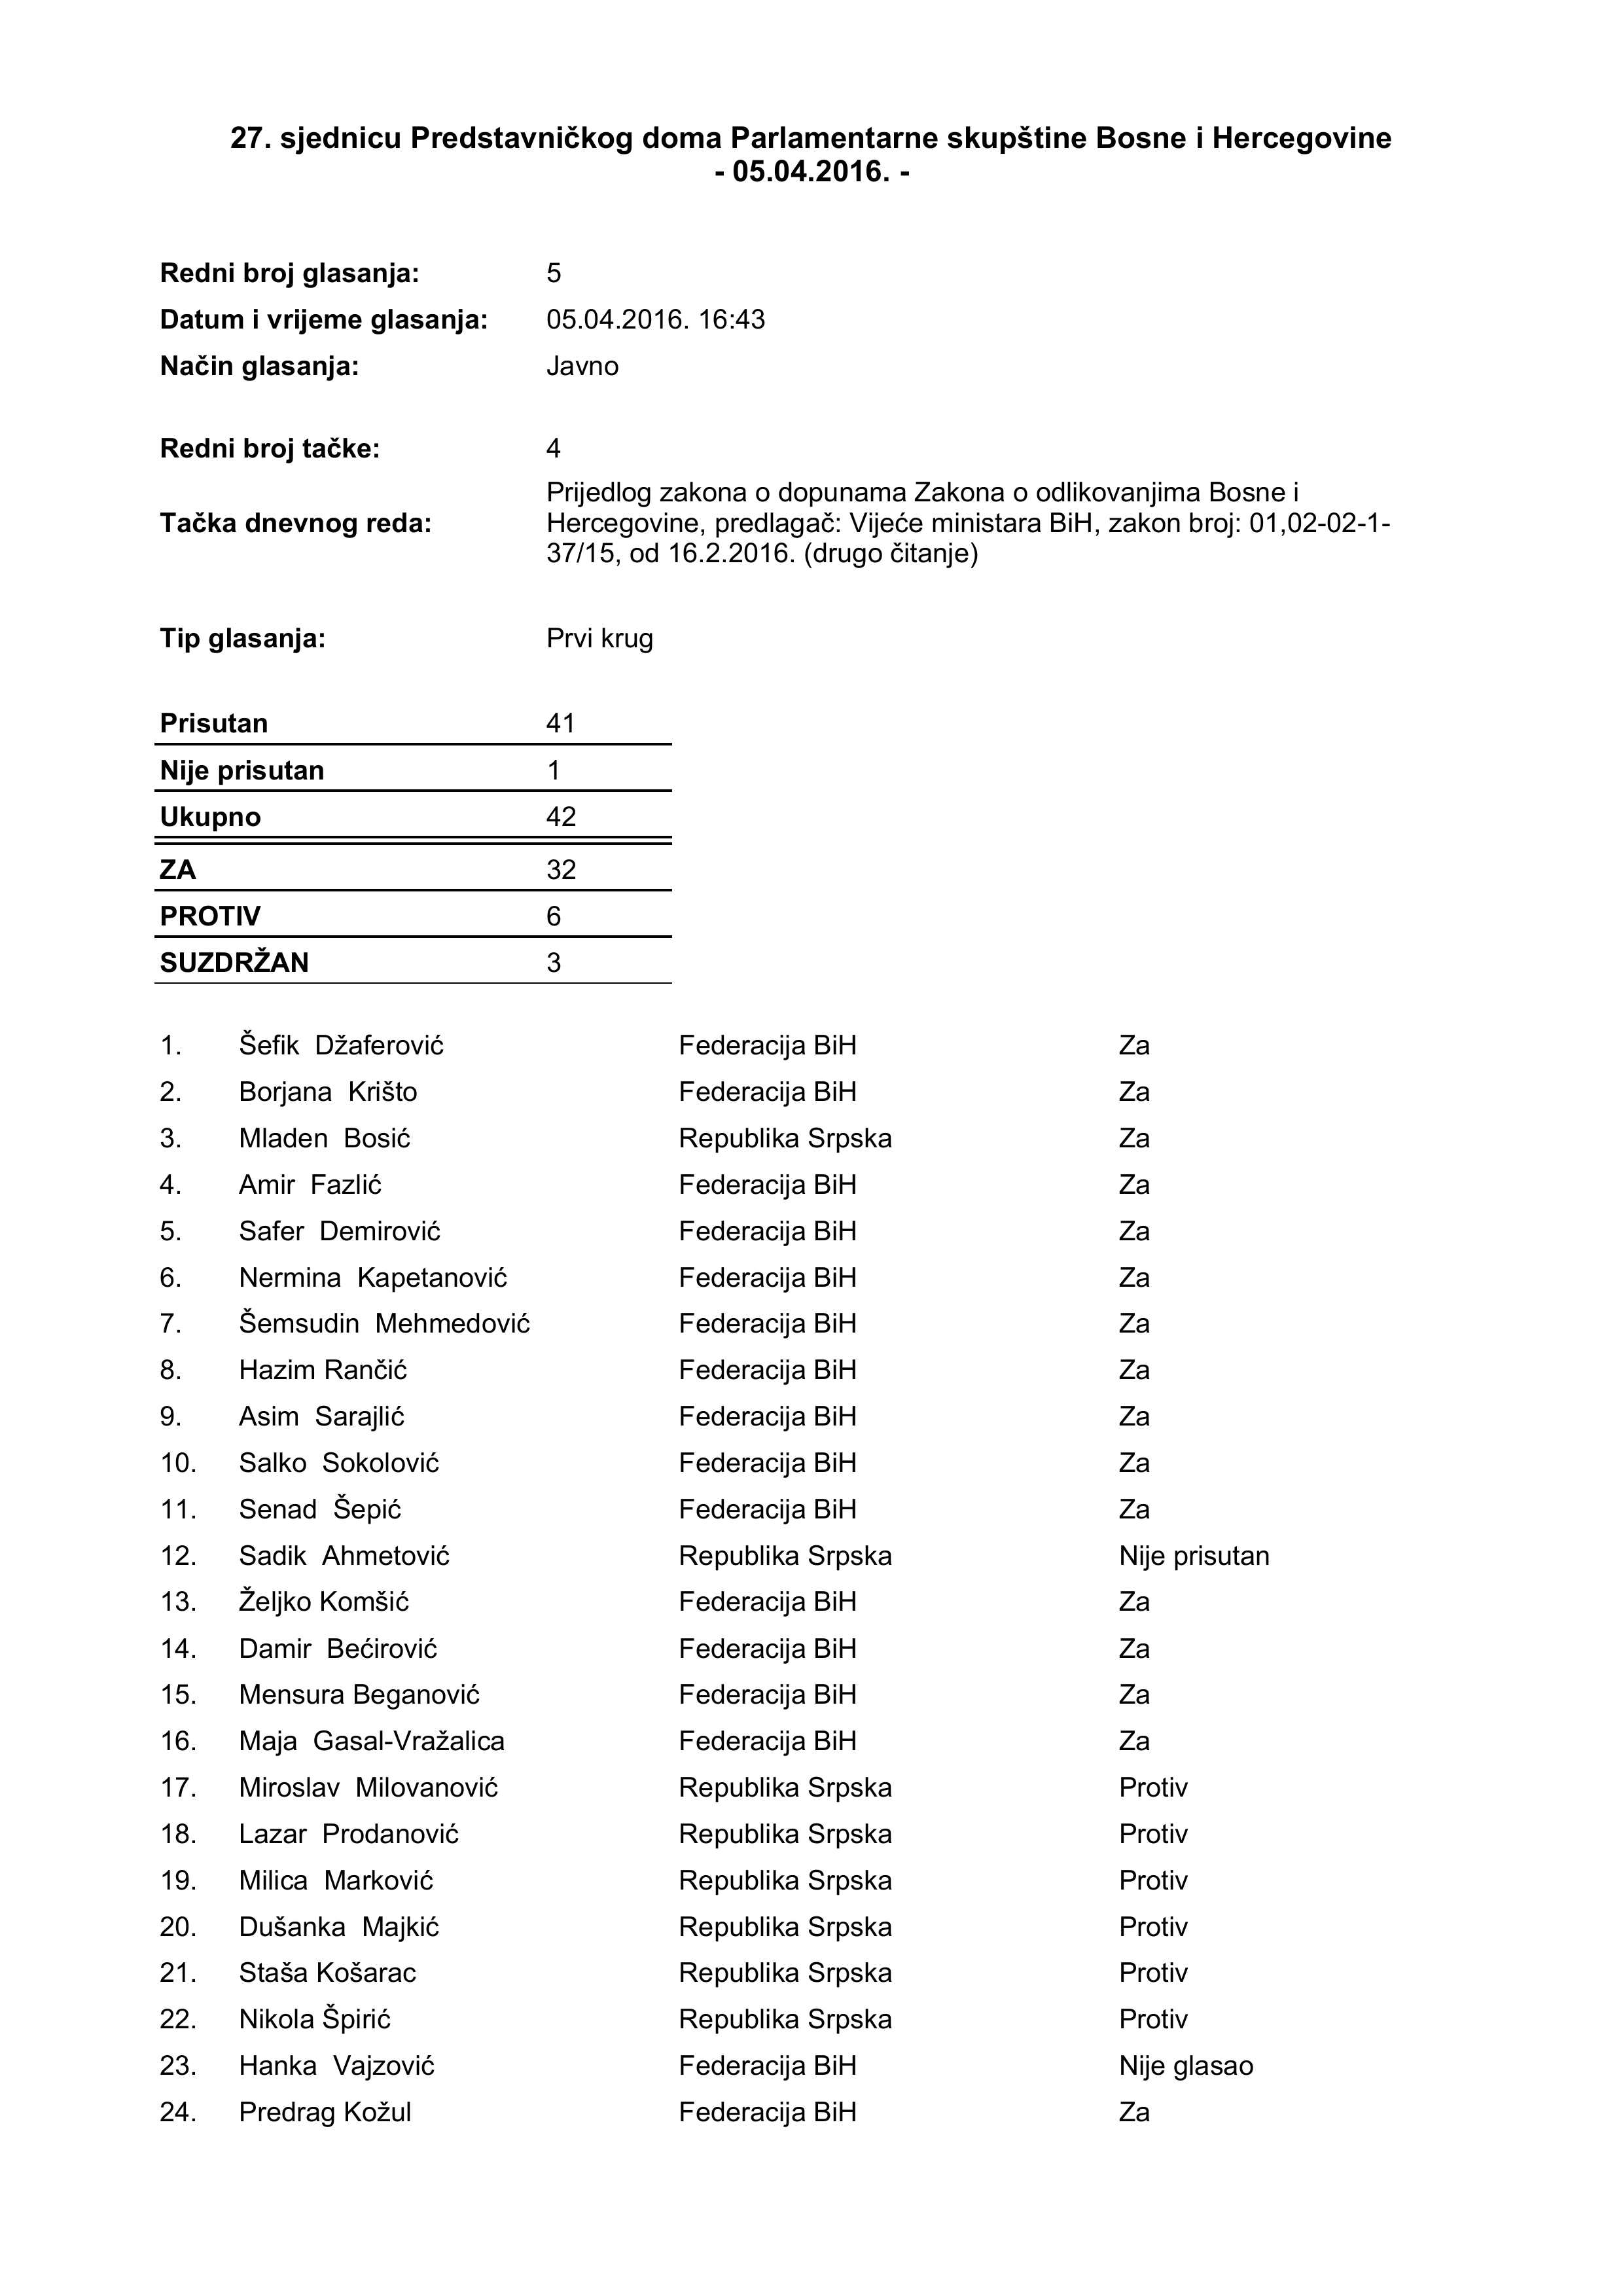 27. sjednicu Predstavničkog doma Parlamentarne skupštine Bosne i Hercegovine
- 05.04.2016. -
Redni broj glasanja: 5
Datum i vrijeme glasanja: 05.04.2016. 16:43
Način glasanja: Javno
Redni broj tačke: 4
Prijedlog zakona o dopunama Zakona o odlikovanjima Bosne i
Tačka dnevnog reda: Hercegovine, predlagač: Vijeće ministara BiH, zakon broj: 01,02-02-1-
37/15, od 16.2.2016. (drugo čitanje)
Tip glasanja: Prvi krug
Prisutan 41
Nije prisutan 1
Ukupno 42
ZA 32
PROTIV 6
SUZDRŽAN 3
1. Šefik Džaferović Federacija BiH Za
2. Borjana Krišto Federacija BiH Za
3. Mladen Bosić Republika Srpska Za
4. Amir Fazlić Federacija BiH Za
5. Safer Demirović Federacija BiH Za
6. Nermina Kapetanović Federacija BiH Za
7. Šemsudin Mehmedović Federacija BiH Za
8. Hazim Rančić Federacija BiH Za
9. Asim Sarajlić Federacija BiH Za
10. Salko Sokolović Federacija BiH Za
11. Senad Šepić Federacija BiH Za
12. Sadik Ahmetović Republika Srpska Nije prisutan
13. Željko Komšić Federacija BiH Za
14. Damir Bećirović Federacija BiH Za
15. Mensura Beganović Federacija BiH Za
16. Maja Gasal-Vražalica Federacija BiH Za
17. Miroslav Milovanović Republika Srpska Protiv
18. Lazar Prodanović Republika Srpska Protiv
19. Milica Marković Republika Srpska Protiv
20. Dušanka Majkić Republika Srpska Protiv
21. Staša Košarac Republika Srpska Protiv
22. Nikola Špirić Republika Srpska Protiv
23. Hanka Vajzović Federacija BiH Nije glasao
24. Predrag Kožul Federacija BiH Za